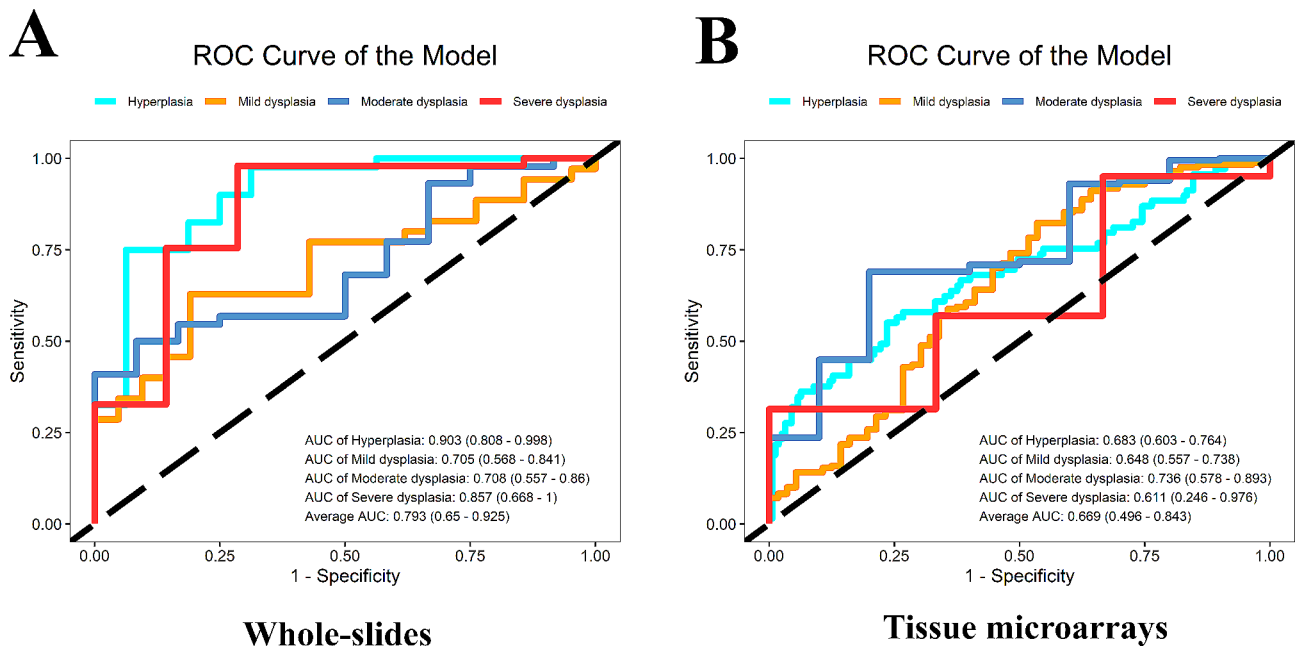 A
ROC Curve of the Model
Hyperplasia Mild dysplasia Moderate dysplasia Severe dysplasia
1.00
0.75
0.50
0.25
0.00
Sensitivity
AUC of Hyperplasia: 0.903 (0.808 - 0.998)
AUC of Mild dysplasia: 0.705 (0.568 - 0.841)
AUC of Moderate dysplasia: 0.708 (0.557 - 0.86)
AUC of Severe dysplasia: 0.857 (0.668 - 1)
Average AUC: 0.793 (0.65 - 0.925)
0.00 0.25 0.50 0.75 1.00
1 - Specificity
Whole-slides
B
ROC Curve of the Model
Hyperplasia Mild dysplasia Moderate dysplasia Severe dysplasia
1.00
0.75
0.50
0.25
0.00
Sensitivity
AUC of Hyperplasia: 0.683 (0.603 - 0.764)
AUC of Mild dysplasia: 0.648 (0.557 - 0.738)
AUC of Moderate dysplasia: 0.736 (0.578 - 0.893)
AUC of Severe dysplasia: 0.611 (0.246 - 0.976)
Average AUC: 0.669 (0.496 - 0.843)
0.00 0.25 0.50 0.75 1.00
1 - Specificity
Tissue microarrays